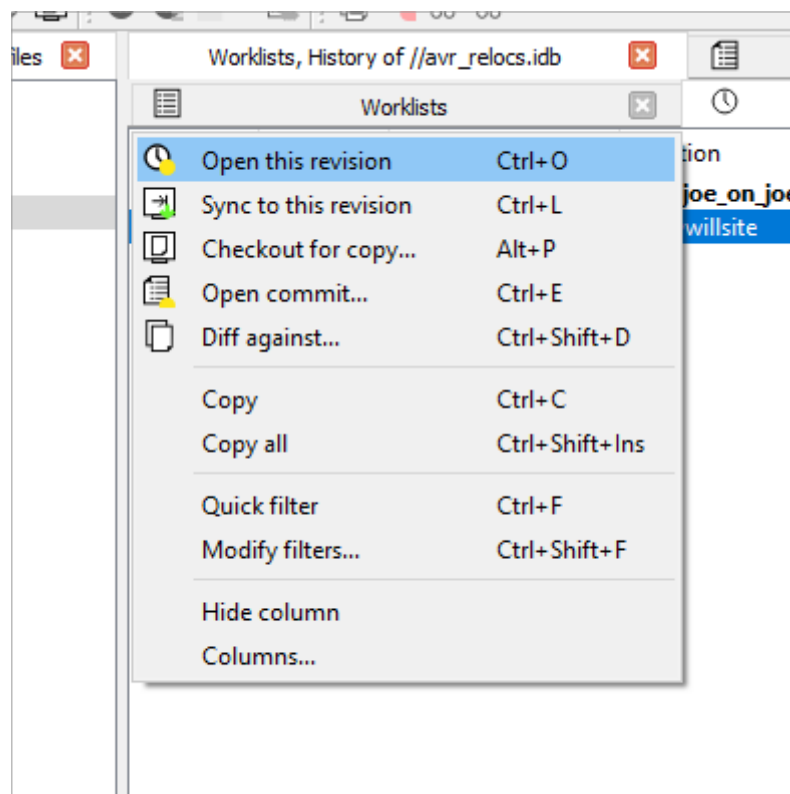 Worklists, History of //avr_relocs.idb
Worklists
Open this revision Ctrl+O
Sync to this revision Ctrl+L
Checkout for copy... Alt+P
Open commit... Ctrl+E
Diff against... Ctrl+Shift+D
Copy Ctrl+C
Copy all Ctrl+Shift+Ins
Quick filter Ctrl+F
Modify filters... Ctrl+Shift+F
Hide column
Columns...
joe_on_joe
willsite